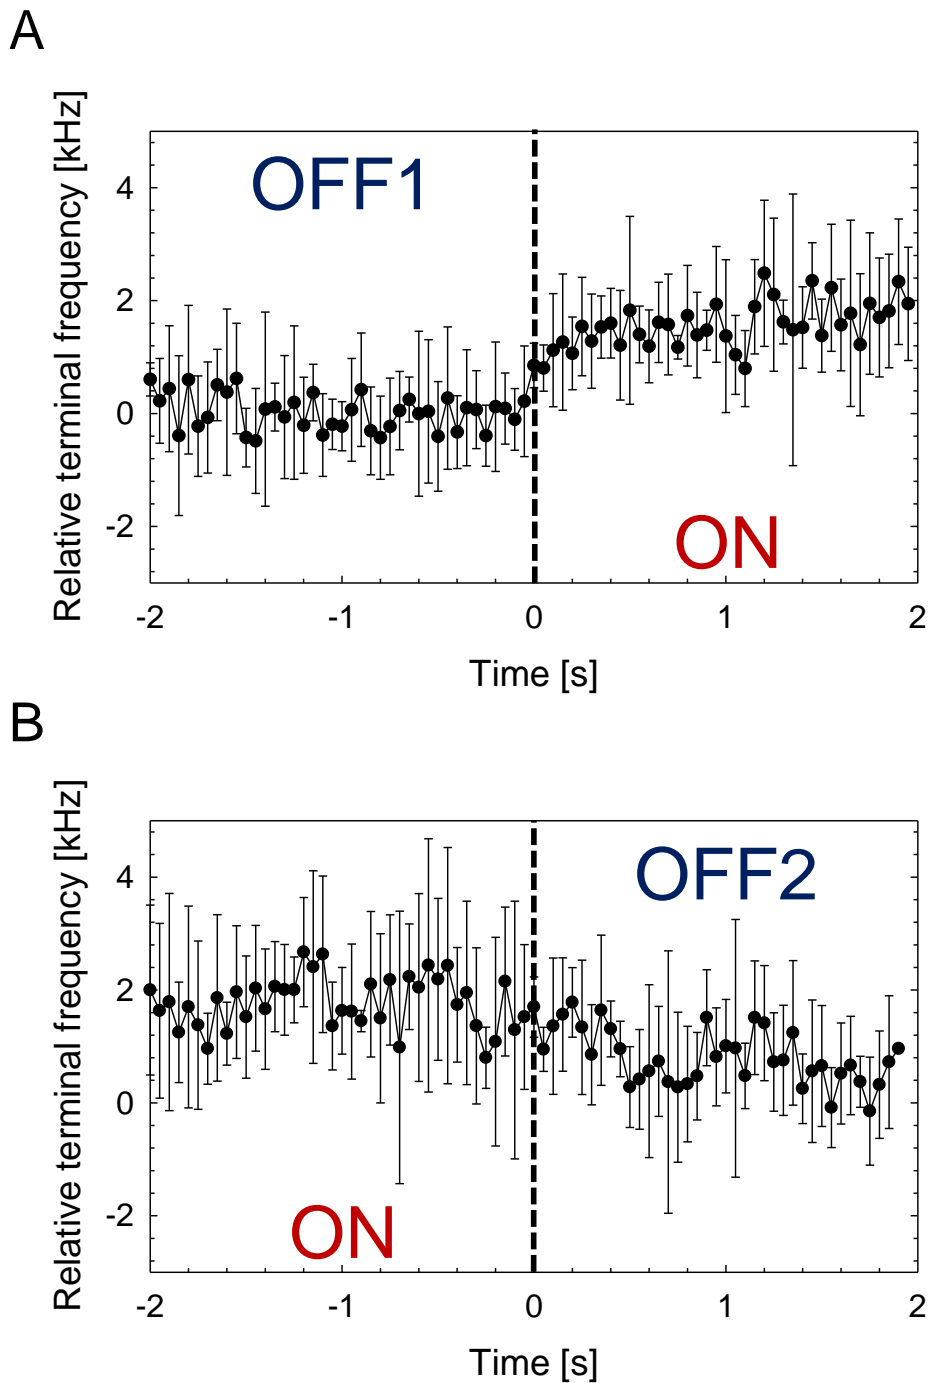 A
Relative terminal frequency [kHz]
OFF1
4
2
0
-2
ON
-2 -1 0 1 2
Time [s]
B
Relative terminal frequency [kHz]
OFF2
4
2
0
-2
ON
-2 -1 0 1 2
Time [s]